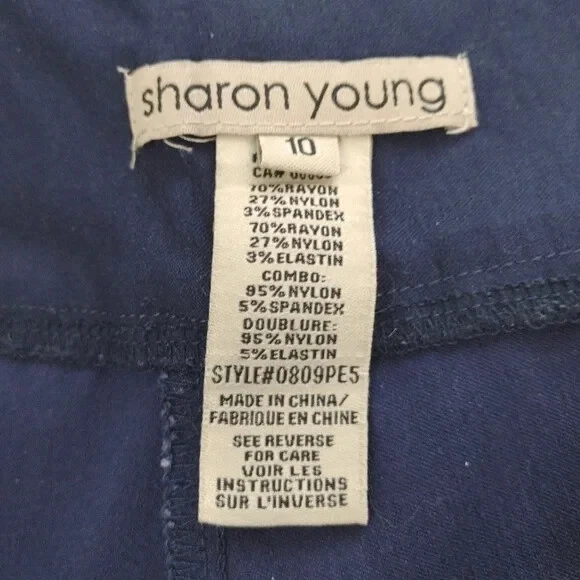 sharon young
10
70%RAYON
27%NYLON
3%SPANDEX
70%RAYON
27%NYLON
3%ELASTIN
COMBO:
95%NYLON
5%SPANDEX
DOUBLURE:
95%NYLON
5%ELASTIN
STYLE#0809PE5
MADE IN CHINA/
FABRIQUE EN CHINE
SEE REVERSE
FOR CARE
VOIR LES
INSTRUCTIONS
SUR L'INVERSE